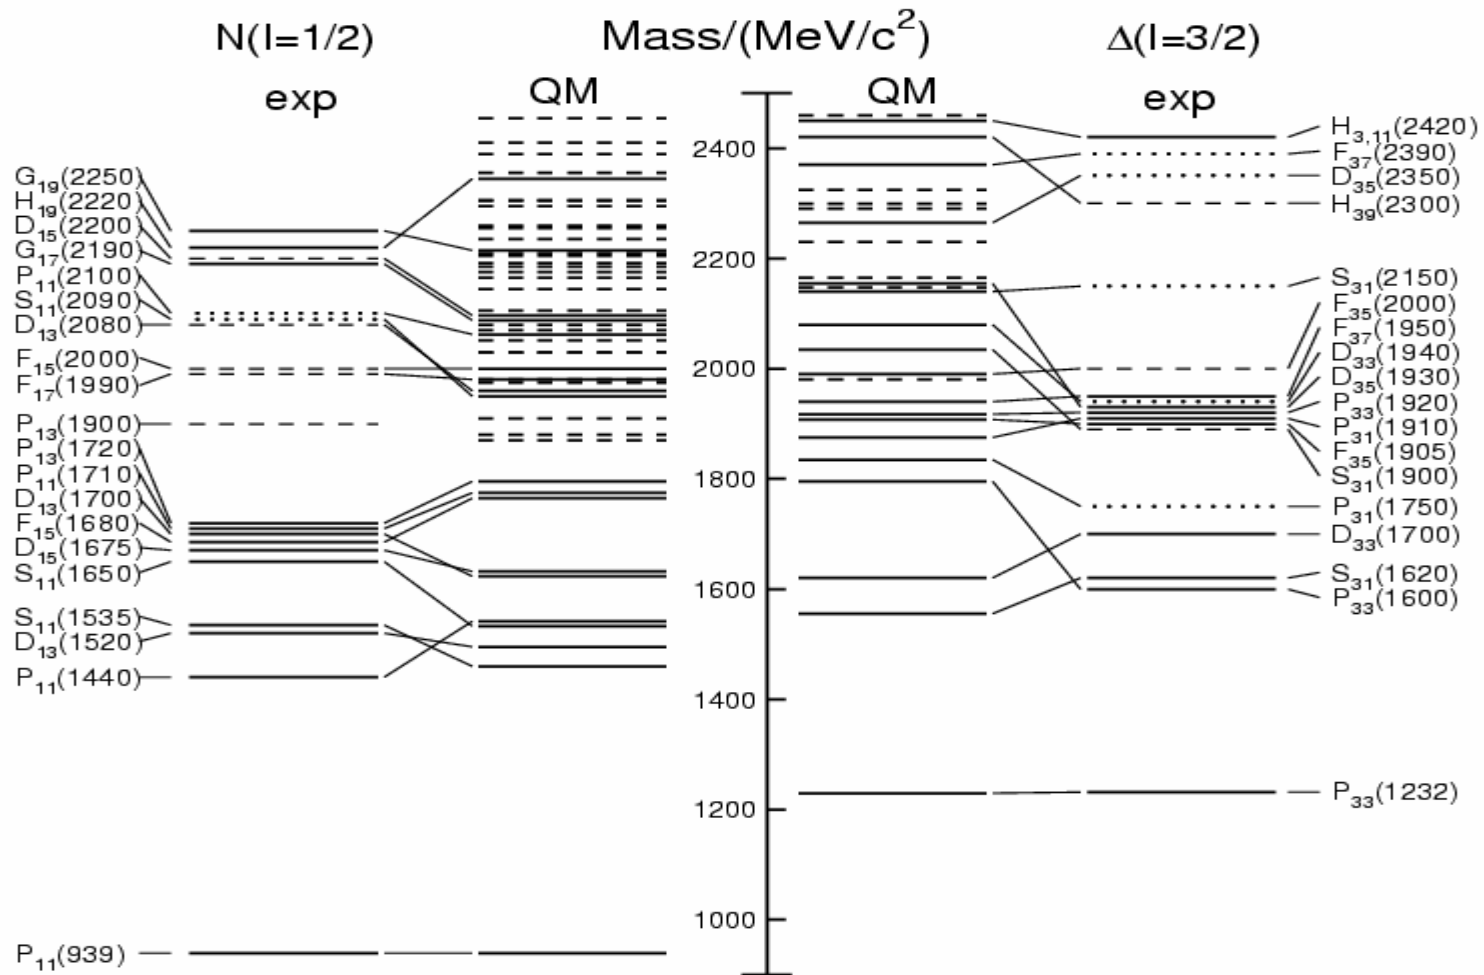 N(I=1/2)
Mass/(MeV/c²)
Δ(I=3/2)
exp
QM
QM
exp
G₁₉(2250)
H₁₉(2220)
D₁₅(2200)
G₁₇(2190)
P₁₁(2100)
S₁₁(2090)
D₁₃(2080)
F₁₅(2000)
F₁₇(1990)
P₁₃(1900)
P₁₃(1720)
P₁₁(1710)
D₁₃(1700)
F₁₅(1680)
D₁₅(1675)
S₁₁(1650)
S₁₁(1535)
D₁₃(1520)
P₁₁(1440)
P₁₁(939)
2400
2200
2000
1800
1600
1400
1200
1000
H₃,₁₁(2420)
F₃₇(2390)
D₃₅(2350)
H₃₉(2300)
S₃₁(2150)
F₃₅(2000)
F₃₇(1950)
D₃₃(1940)
D₃₅(1930)
P₃₃(1920)
P₃₁(1910)
F₃₅(1905)
S₃₁(1900)
P₃₁(1750)
D₃₃(1700)
S₃₁(1620)
P₃₃(1600)
P₃₃(1232)